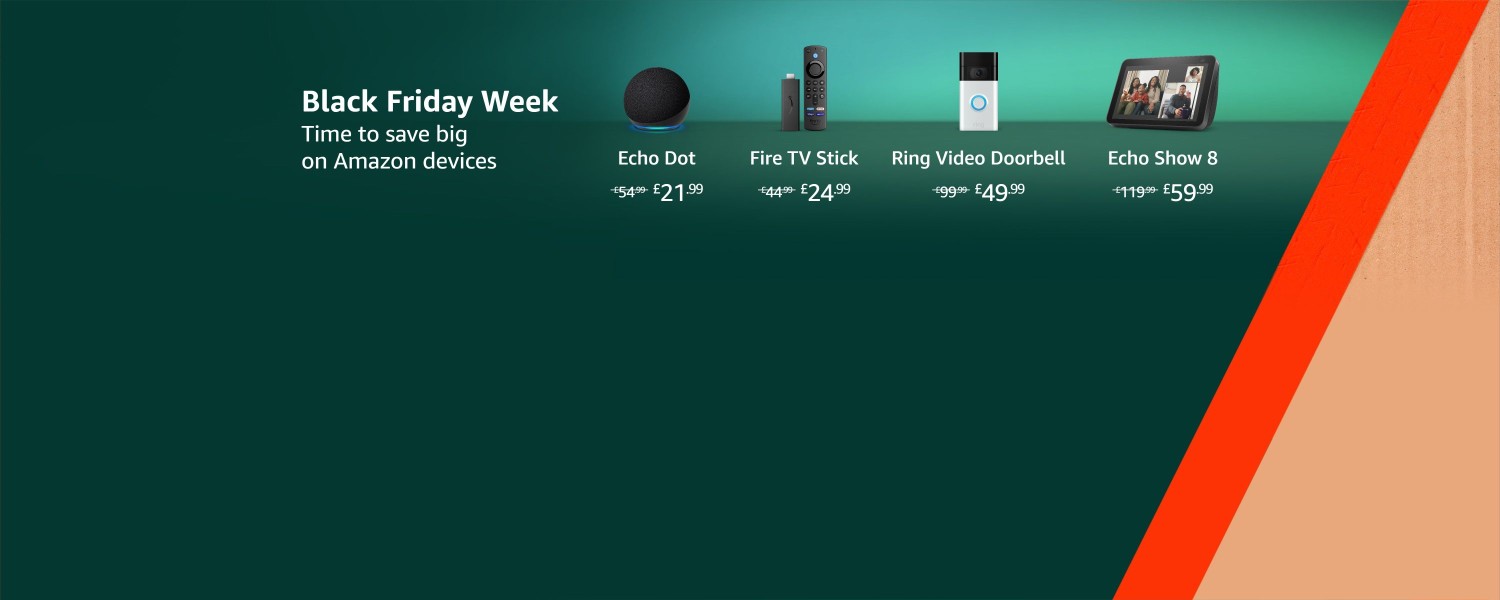 Black Friday Week
Time to save big
on Amazon devices
Echo Dot
£54.99 £21.99
Fire TV Stick
£44.99 £24.99
Ring Video Doorbell
£99.99 £49.99
Echo Show 8
£119.99 £59.99